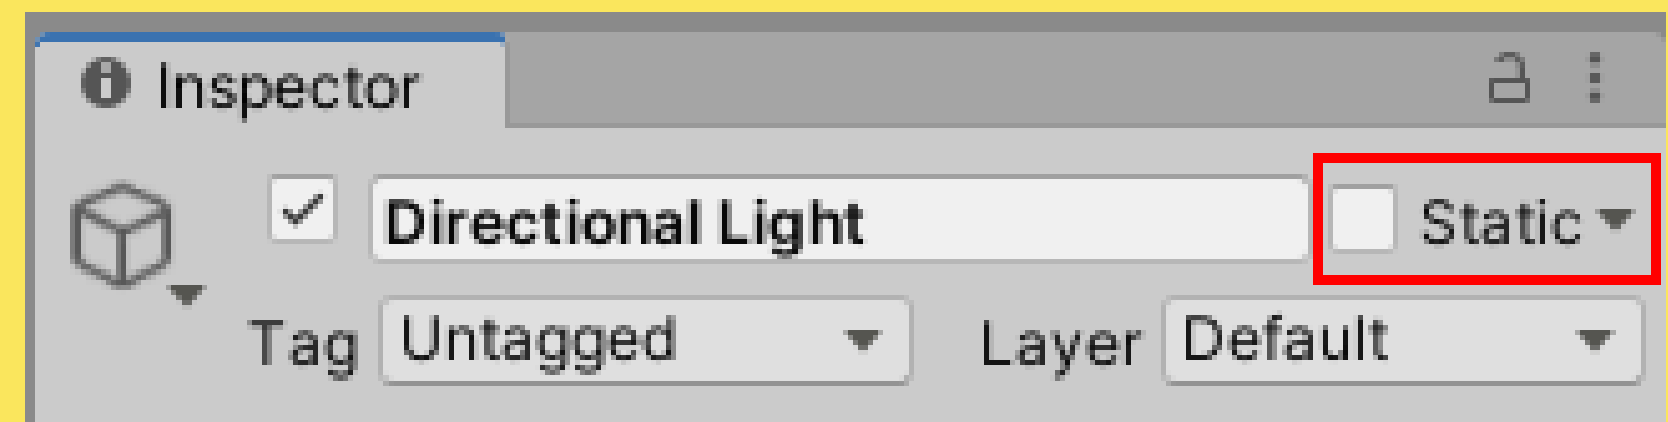 Inspector
Directional Light Static
Tag Untagged Layer Default